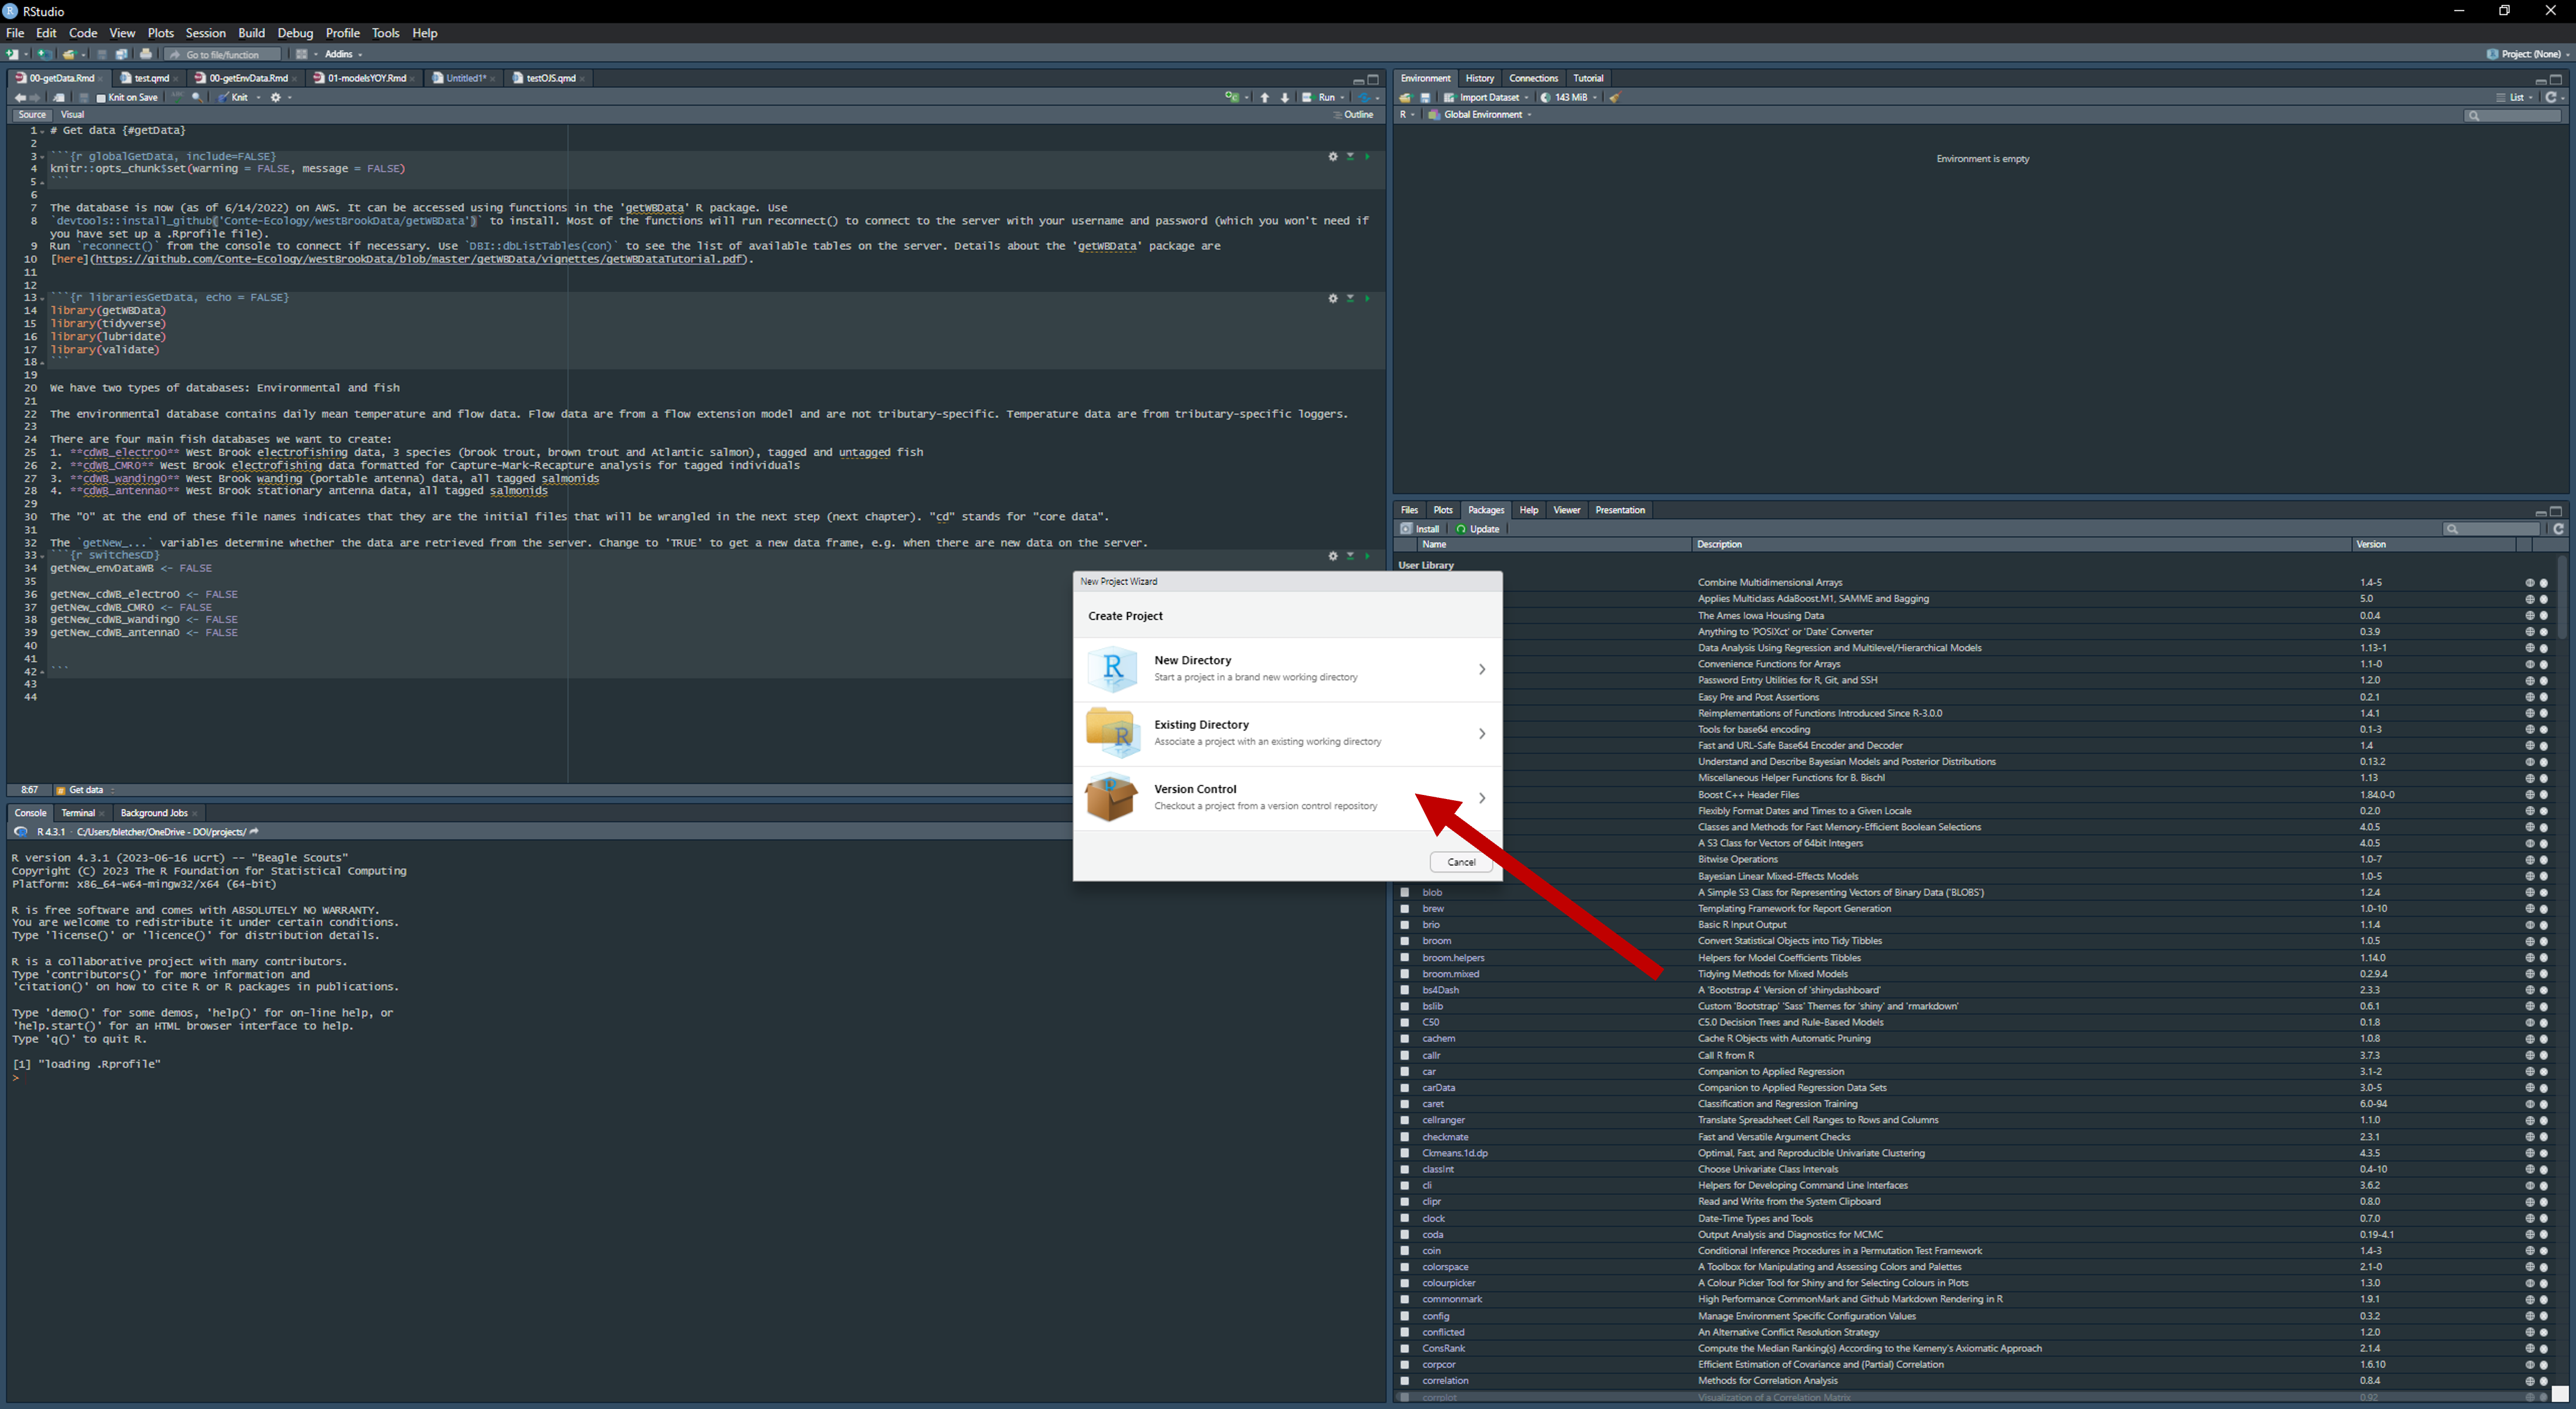 RStudio
File Edit Code View Plots Session Build Debug Profile Tools Help
Go to file/function Addins Project: (None)
00-getData.Rmd test.qmd 00-getEnvData.Rmd 01-modelsYOY.Rmd Untitled1* testOJS.qmd
Knit on Save Knit Run
Source Visual Outline
1 # Get data {#getData}
2
3 ```{r globalGetData, include=FALSE}
4 knitr::opts_chunk$set(warning = FALSE, message = FALSE)
5 ```
6
7 The database is now (as of 6/14/2022) on AWS. It can be accessed using functions in the 'getWBData' R package. Use
8 `devtools::install_github('Conte-Ecology/westBrookData/getWBData')` to install. Most of the functions will run reconnect() to connect to the server with your username and password (which you won't need if
you have set up a .Rprofile file).
9 Run `reconnect()` from the console to connect if necessary. Use `DBI::dbListTables(con)` to see the list of available tables on the server. Details about the 'getWBData' package are
10 [here](https://github.com/Conte-Ecology/westBrookData/blob/master/getWBData/vignettes/getWBDataTutorial.pdf).
11
12
13 ```{r librariesGetData, echo = FALSE}
14 library(getWBData)
15 library(tidyverse)
16 library(lubridate)
17 library(validate)
18 ```
19
20 We have two types of databases: Environmental and fish
21
22 The environmental database contains daily mean temperature and flow data. Flow data are from a flow extension model and are not tributary-specific. Temperature data are from tributary-specific loggers.
23
24 There are four main fish databases we want to create:
25 1. **cdWB_electro0** West Brook electrofishing data, 3 species (brook trout, brown trout and Atlantic salmon), tagged and untagged fish
26 2. **cdWB_CMR0** West Brook electrofishing data formatted for Capture-Mark-Recapture analysis for tagged individuals
27 3. **cdWB_wanding0** West Brook wanding (portable antenna) data, all tagged salmonids
28 4. **cdWB_antenna0** West Brook stationary antenna data, all tagged salmonids
29
30 The "0" at the end of these file names indicates that they are the initial files that will be wrangled in the next step (next chapter). "cd" stands for "core data".
31
32 The `getNew_...` variables determine whether the data are retrieved from the server. Change to 'TRUE' to get a new data frame, e.g. when there are new data on the server.
33 ```{r switchesCD}
34 getNew_envDataWB <- FALSE
35
36 getNew_cdWB_electro0 <- FALSE
37 getNew_cdWB_CMR0 <- FALSE
38 getNew_cdWB_wanding0 <- FALSE
39 getNew_cdWB_antenna0 <- FALSE
40
41
42 ```
43
44
8:67 Get data
Console Terminal Background Jobs
R 4.3.1 · C:/Users/bletcher/OneDrive - DOI/projects/
R version 4.3.1 (2023-06-16 ucrt) -- "Beagle Scouts"
Copyright (C) 2023 The R Foundation for Statistical Computing
Platform: x86_64-w64-mingw32/x64 (64-bit)
R is free software and comes with ABSOLUTELY NO WARRANTY.
You are welcome to redistribute it under certain conditions.
Type 'license()' or 'licence()' for distribution details.
R is a collaborative project with many contributors.
Type 'contributors()' for more information and
'citation()' on how to cite R or R packages in publications.
Type 'demo()' for some demos, 'help()' for on-line help, or
'help.start()' for an HTML browser interface to help.
Type 'q()' to quit R.
[1] "loading .Rprofile"
>
New Project Wizard
Create Project
New Directory
Start a project in a brand new working directory
Existing Directory
Associate a project with an existing working directory
Version Control
Checkout a project from a version control repository
Cancel
Environment History Connections Tutorial
Import Dataset 143 MiB List
R Global Environment
Environment is empty
Files Plots Packages Help Viewer Presentation
Install Update
Name Description Version
User Library
Combine Multidimensional Arrays 1.4-5
Applies Multiclass AdaBoost.M1, SAMME and Bagging 5.0
The Ames Iowa Housing Data 0.0.4
Anything to 'POSIXct' or 'Date' Converter 0.3.9
Data Analysis Using Regression and Multilevel/Hierarchical Models 1.13-1
Convenience Functions for Arrays 1.1-0
Password Entry Utilities for R, Git, and SSH 1.2.0
Easy Pre and Post Assertions 0.2.1
Reimplementations of Functions Introduced Since R-3.0.0 1.4.1
Tools for base64 encoding 0.1-3
Fast and URL-Safe Base64 Encoder and Decoder 1.4
Understand and Describe Bayesian Models and Posterior Distributions 0.13.2
Miscellaneous Helper Functions for B. Bischl 1.13
Boost C++ Header Files 1.84.0-0
Flexibly Format Dates and Times to a Given Locale 0.2.0
Classes and Methods for Fast Memory-Efficient Boolean Selections 4.0.5
A S3 Class for Vectors of 64bit Integers 4.0.5
Bitwise Operations 1.0-7
Bayesian Linear Mixed-Effects Models 1.0-5
blob A Simple S3 Class for Representing Vectors of Binary Data ('BLOBS') 1.2.4
brew Templating Framework for Report Generation 1.0-10
brio Basic R Input Output 1.1.4
broom Convert Statistical Objects into Tidy Tibbles 1.0.5
broom.helpers Helpers for Model Coefficients Tibbles 1.14.0
broom.mixed Tidying Methods for Mixed Models 0.2.9.4
bs4Dash A 'Bootstrap 4' Version of 'shinydashboard' 2.3.3
bslib Custom 'Bootstrap' 'Sass' Themes for 'shiny' and 'rmarkdown' 0.6.1
C50 C5.0 Decision Trees and Rule-Based Models 0.1.8
cachem Cache R Objects with Automatic Pruning 1.0.8
callr Call R from R 3.7.3
car Companion to Applied Regression 3.1-2
carData Companion to Applied Regression Data Sets 3.0-5
caret Classification and Regression Training 6.0-94
cellranger Translate Spreadsheet Cell Ranges to Rows and Columns 1.1.0
checkmate Fast and Versatile Argument Checks 2.3.1
Ckmeans.1d.dp Optimal, Fast, and Reproducible Univariate Clustering 4.3.5
classInt Choose Univariate Class Intervals 0.4-10
cli Helpers for Developing Command Line Interfaces 3.6.2
clipr Read and Write from the System Clipboard 0.8.0
clock Date-Time Types and Tools 0.7.0
coda Output Analysis and Diagnostics for MCMC 0.19-4.1
coin Conditional Inference Procedures in a Permutation Test Framework 1.4-3
colorspace A Toolbox for Manipulating and Assessing Colors and Palettes 2.1-0
colourpicker A Colour Picker Tool for Shiny and for Selecting Colours in Plots 1.3.0
commonmark High Performance CommonMark and Github Markdown Rendering in R 1.9.1
config Manage Environment Specific Configuration Values 0.3.2
conflicted An Alternative Conflict Resolution Strategy 1.2.0
ConsRank Compute the Median Ranking(s) According to the Kemeny's Axiomatic Approach 2.1.4
corpcor Efficient Estimation of Covariance and (Partial) Correlation 1.6.10
correlation Methods for Correlation Analysis 0.8.4
corrplot Visualization of a Correlation Matrix 0.92